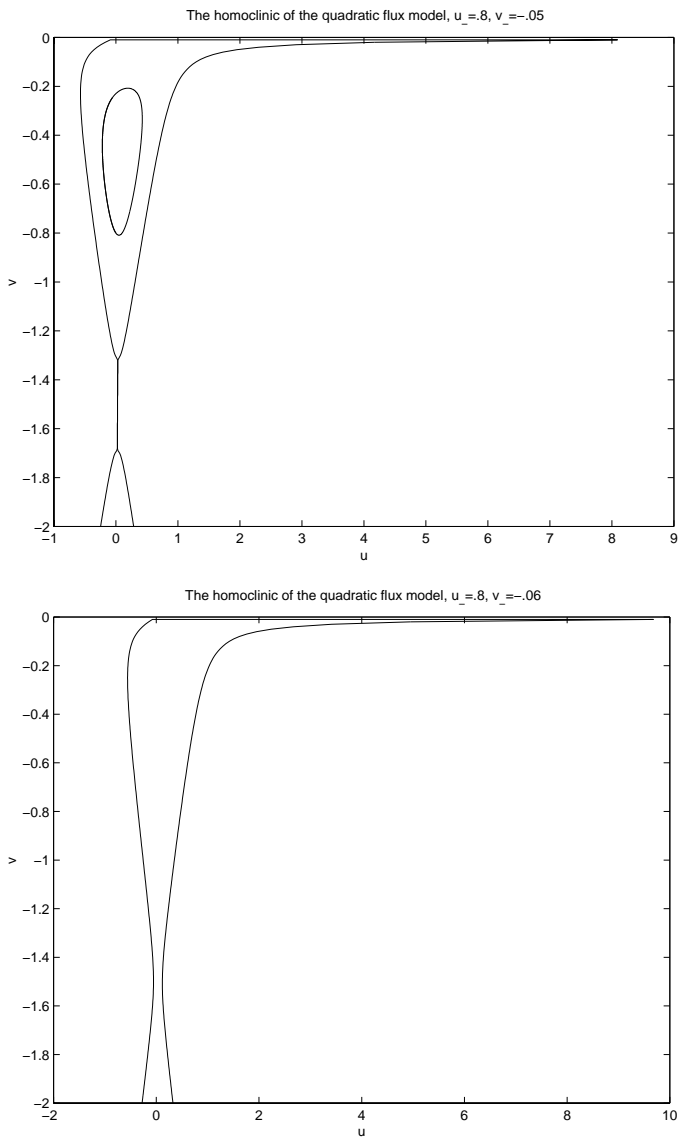 The homoclinic of the quadratic flux model, u_=.8, v_=-.05
0
−0.2
−0.4
−0.6
−0.8
−1
−1.2
−1.4
−1.6
−1.8
−2
v
−1 0 1 2 3 4 5 6 7 8 9
u
The homoclinic of the quadratic flux model, u_=.8, v_=-.06
0
−0.2
−0.4
−0.6
−0.8
−1
−1.2
−1.4
−1.6
−1.8
−2
v
−2 0 2 4 6 8 10
u